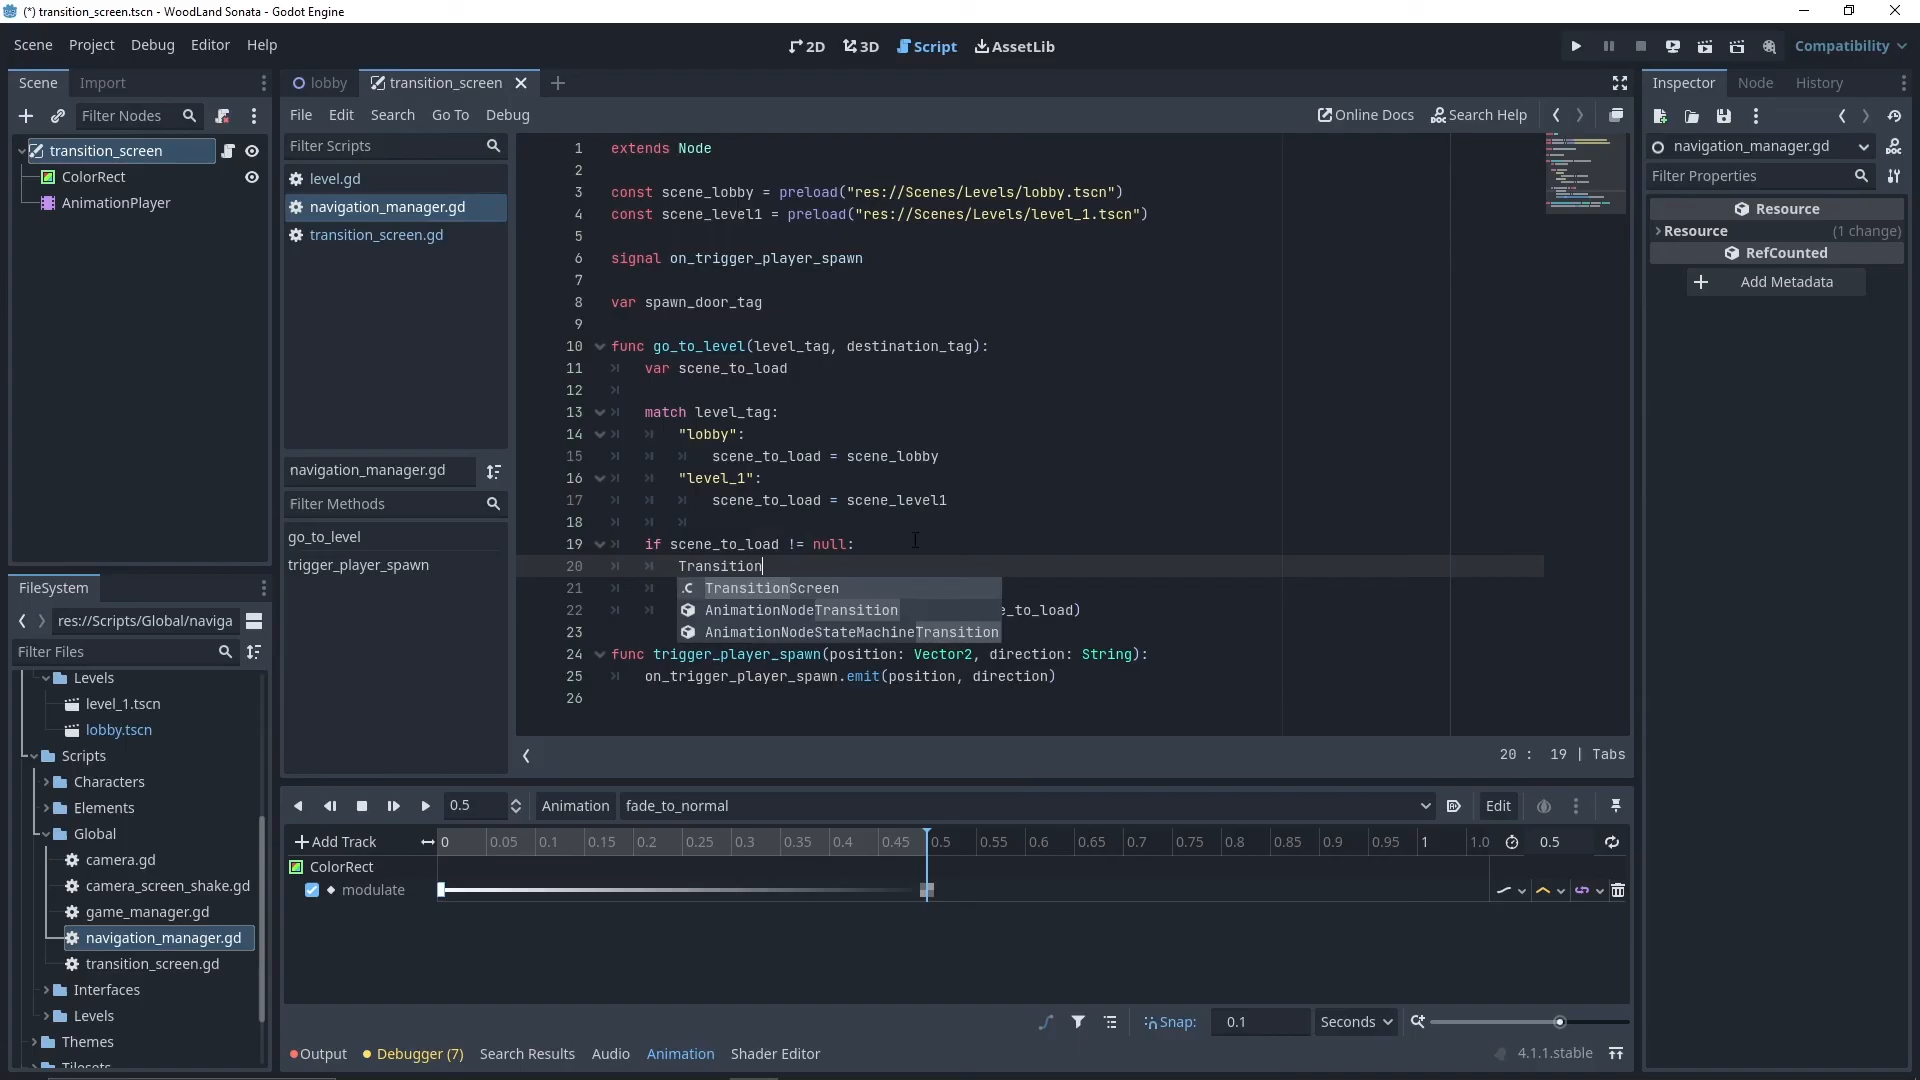 (*) transition_screen.tscn - WoodLand Sonata - Godot Engine
Scene Project Debug Editor Help
2D 3D Script AssetLib
Compatibility
Scene Import
Filter Nodes
transition_screen
ColorRect
AnimationPlayer
lobby transition_screen
File Edit Search Go To Debug
Online Docs Search Help
Filter Scripts
level.gd
navigation_manager.gd
transition_screen.gd
navigation_manager.gd
Filter Methods
go_to_level
trigger_player_spawn
1 extends Node
2
3 const scene_lobby = preload("res://Scenes/Levels/lobby.tscn")
4 const scene_level1 = preload("res://Scenes/Levels/level_1.tscn")
5
6 signal on_trigger_player_spawn
7
8 var spawn_door_tag
9
10 func go_to_level(level_tag, destination_tag):
11 var scene_to_load
12
13 match level_tag:
14 "lobby":
15 scene_to_load = scene_lobby
16 "level_1":
17 scene_to_load = scene_level1
18
19 if scene_to_load != null:
20 Transition
21 TransitionScreen
22 AnimationNodeTransition e_to_load)
23 AnimationNodeStateMachineTransition
24 func trigger_player_spawn(position: Vector2, direction: String):
25 on_trigger_player_spawn.emit(position, direction)
26
20 : 19 | Tabs
Inspector Node History
navigation_manager.gd
Filter Properties
Resource
Resource (1 change)
RefCounted
Add Metadata
FileSystem
res://Scripts/Global/naviga
Filter Files
Levels
level_1.tscn
lobby.tscn
Scripts
Characters
Elements
Global
camera.gd
camera_screen_shake.gd
game_manager.gd
navigation_manager.gd
transition_screen.gd
Interfaces
Levels
Themes
Tilesets
0.5 Animation fade_to_normal Edit
Add Track 0 0.05 0.1 0.15 0.2 0.25 0.3 0.35 0.4 0.45 0.5 0.55 0.6 0.65 0.7 0.75 0.8 0.85 0.9 0.95 1 1.0 0.5
ColorRect
modulate
Snap: 0.1 Seconds
Output Debugger (7) Search Results Audio Animation Shader Editor
4.1.1.stable